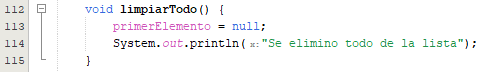 112 void limpiarTodo() {
113 primerElemento = null;
114 System.out.println( x: "Se elimino todo de la lista");
115 }